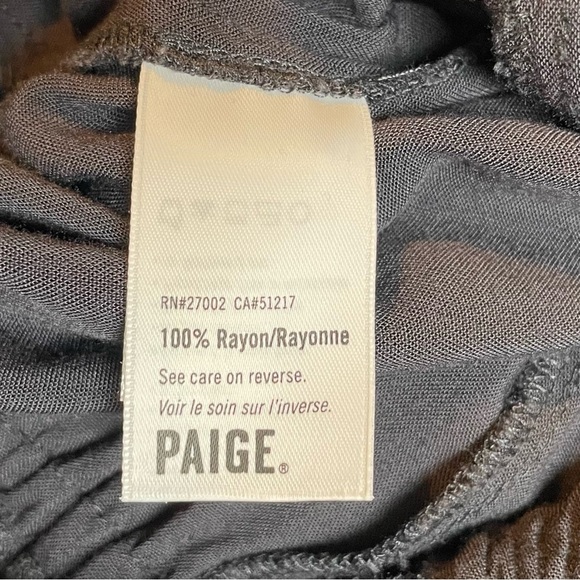 RN#27002 CA#51217
100% Rayon/Rayonne
See care on reverse.
Voir le soin sur l'inverse.
PAIGE®